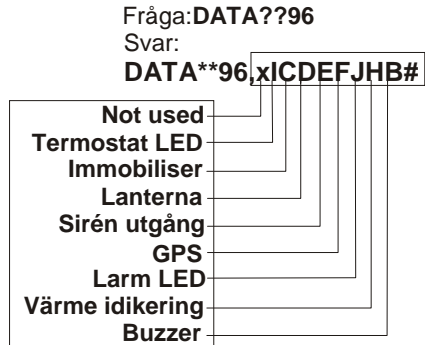 Fråga:DATA??96
Svar:
DATA**96,xICDEFJHB#
Not used
Termostat LED
Immobiliser
Lanterna
Sirén utgång
GPS
Larm LED
Värme idikering
Buzzer